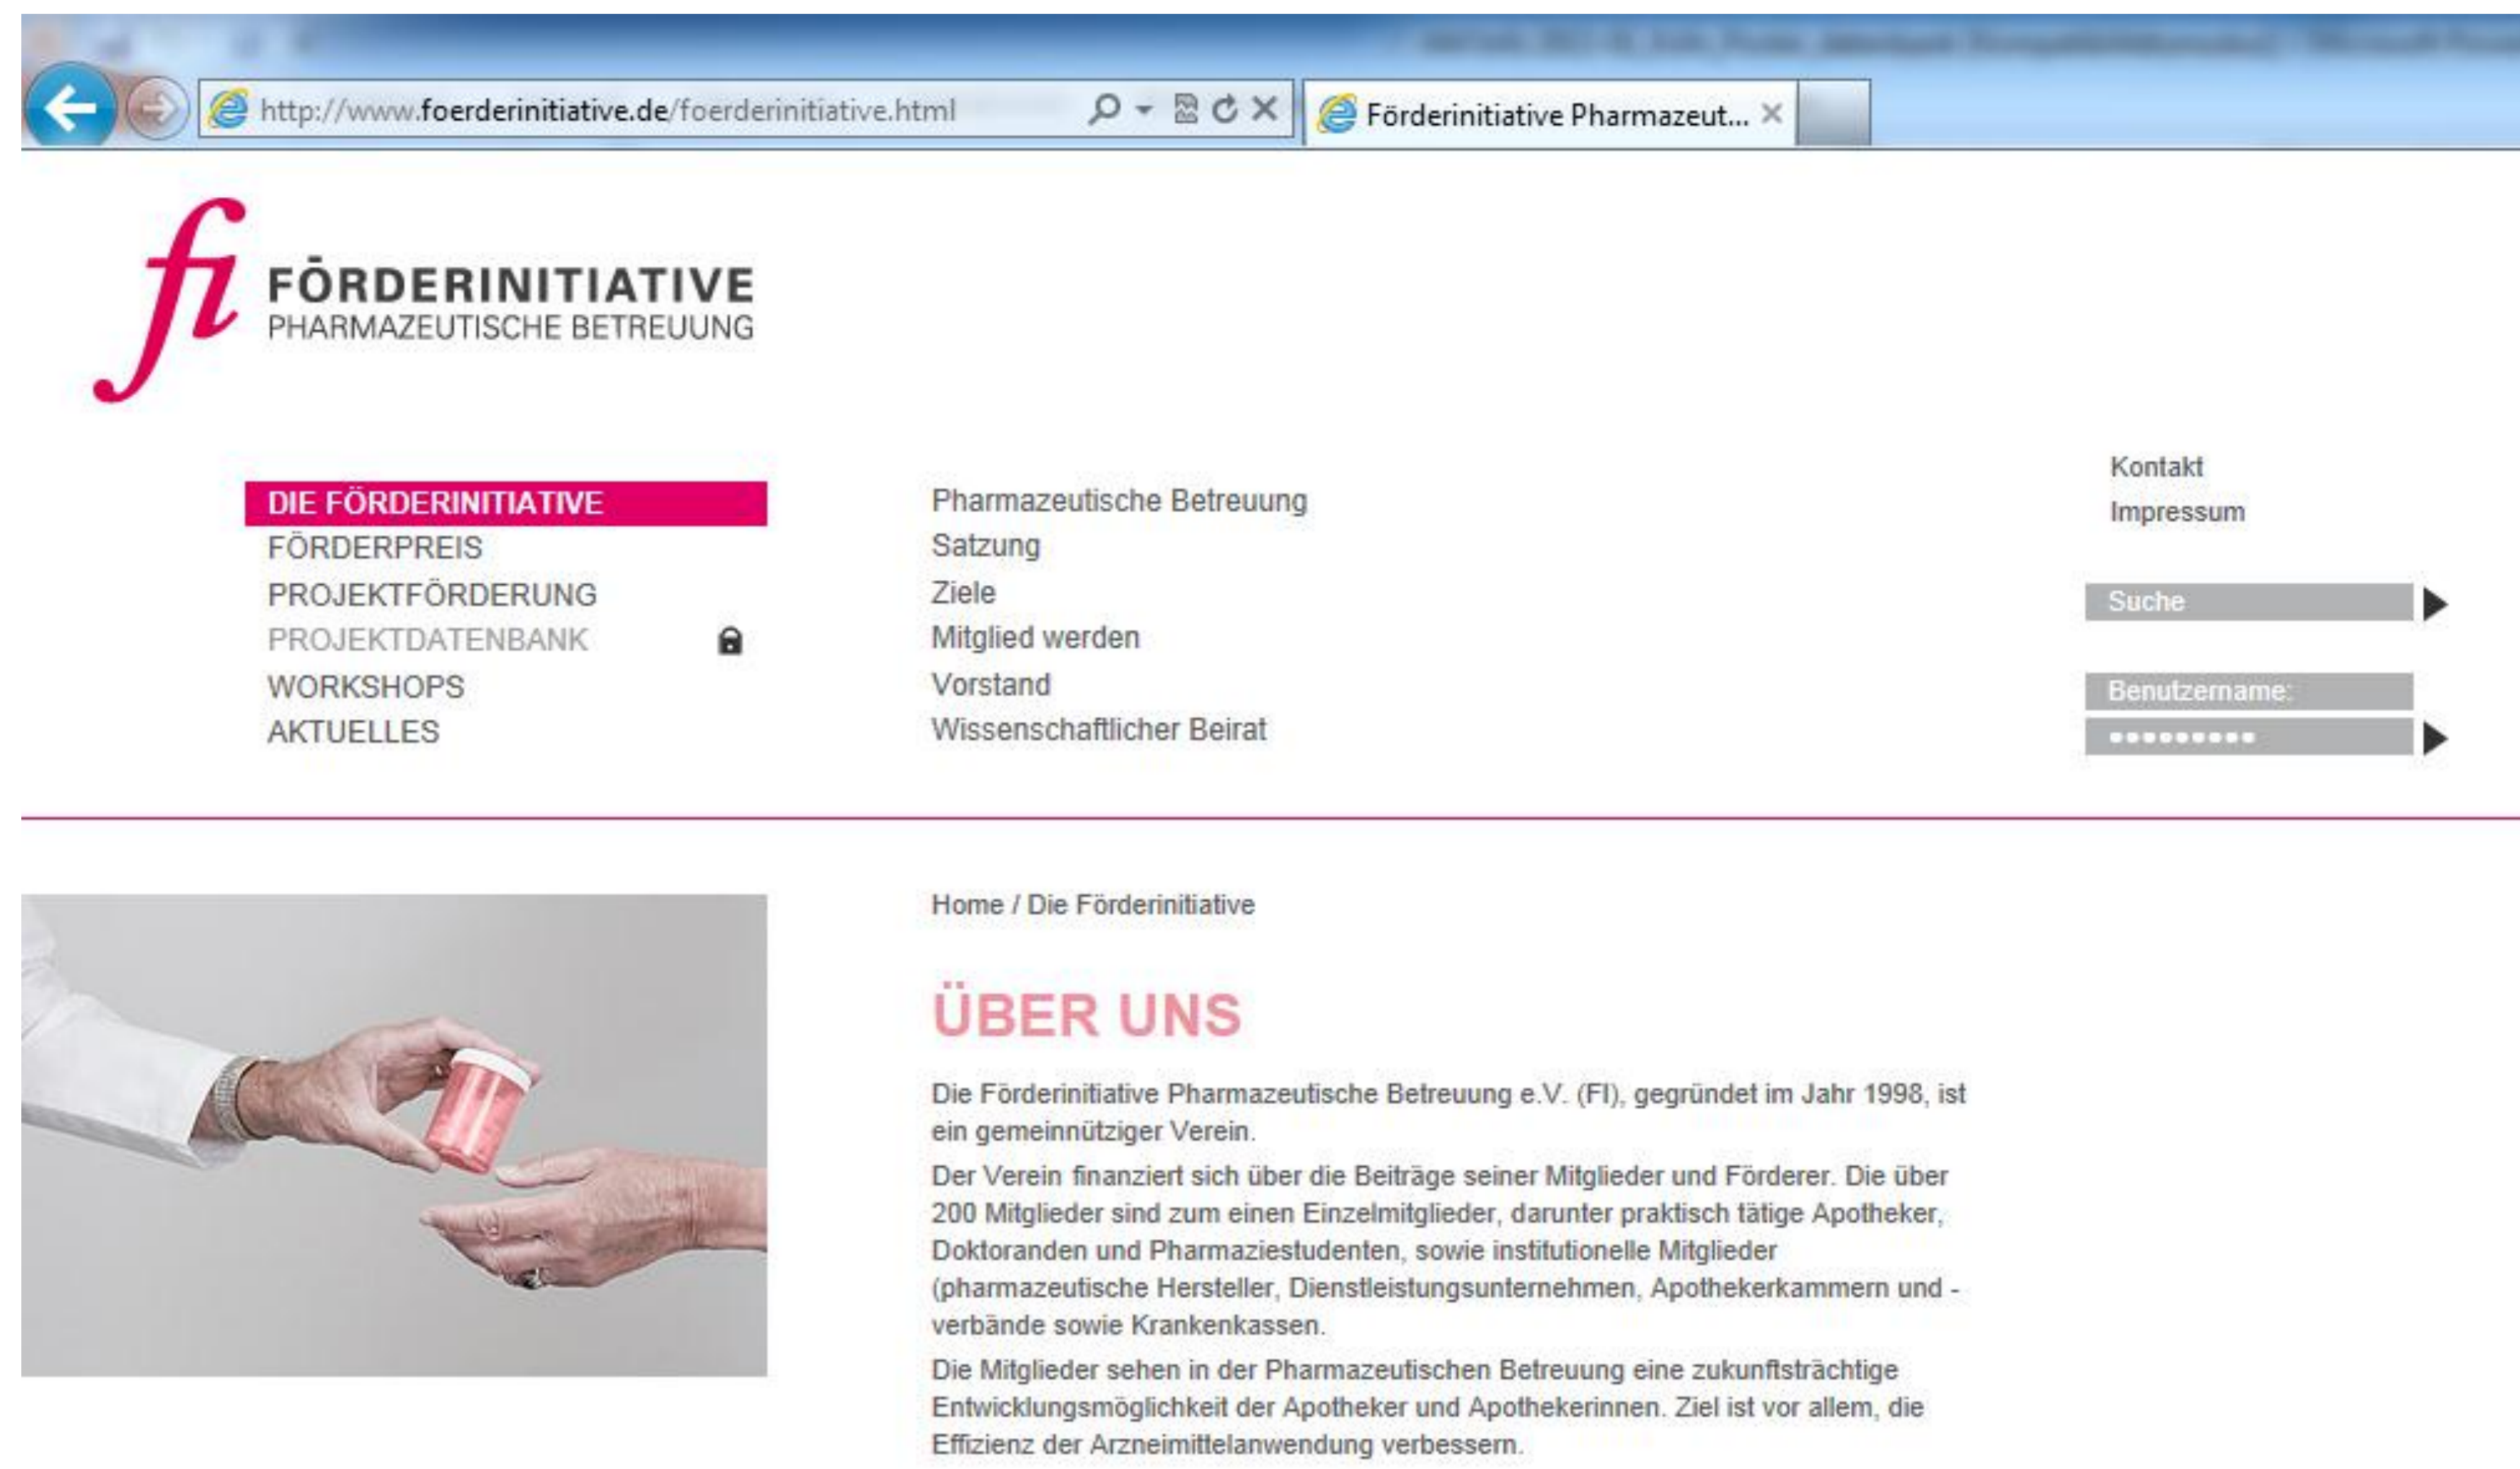 http://www.foerderinitiative.de/foerderinitiative.html
Förderinitiative Pharmazeut...
fi
FÖRDERINITIATIVE
PHARMAZEUTISCHE BETREUUNG
DIE FÖRDERINITIATIVE
FÖRDERPREIS
PROJEKTFÖRDERUNG
PROJEKTDATENBANK
WORKSHOPS
AKTUELLES
Pharmazeutische Betreuung
Satzung
Ziele
Mitglied werden
Vorstand
Wissenschaftlicher Beirat
Kontakt
Impressum
Suche
Benutzername:
Home / Die Förderinitiative
ÜBER UNS
Die Förderinitiative Pharmazeutische Betreuung e.V. (FI), gegründet im Jahr 1998, ist
ein gemeinnütziger Verein.
Der Verein finanziert sich über die Beiträge seiner Mitglieder und Förderer. Die über
200 Mitglieder sind zum einen Einzelmitglieder, darunter praktisch tätige Apotheker,
Doktoranden und Pharmaziestudenten, sowie institutionelle Mitglieder
(pharmazeutische Hersteller, Dienstleistungsunternehmen, Apothekerkammern und -
verbände sowie Krankenkassen.
Die Mitglieder sehen in der Pharmazeutischen Betreuung eine zukunftsträchtige
Entwicklungsmöglichkeit der Apotheker und Apothekerinnen. Ziel ist vor allem, die
Effizienz der Arzneimittelanwendung verbessern.